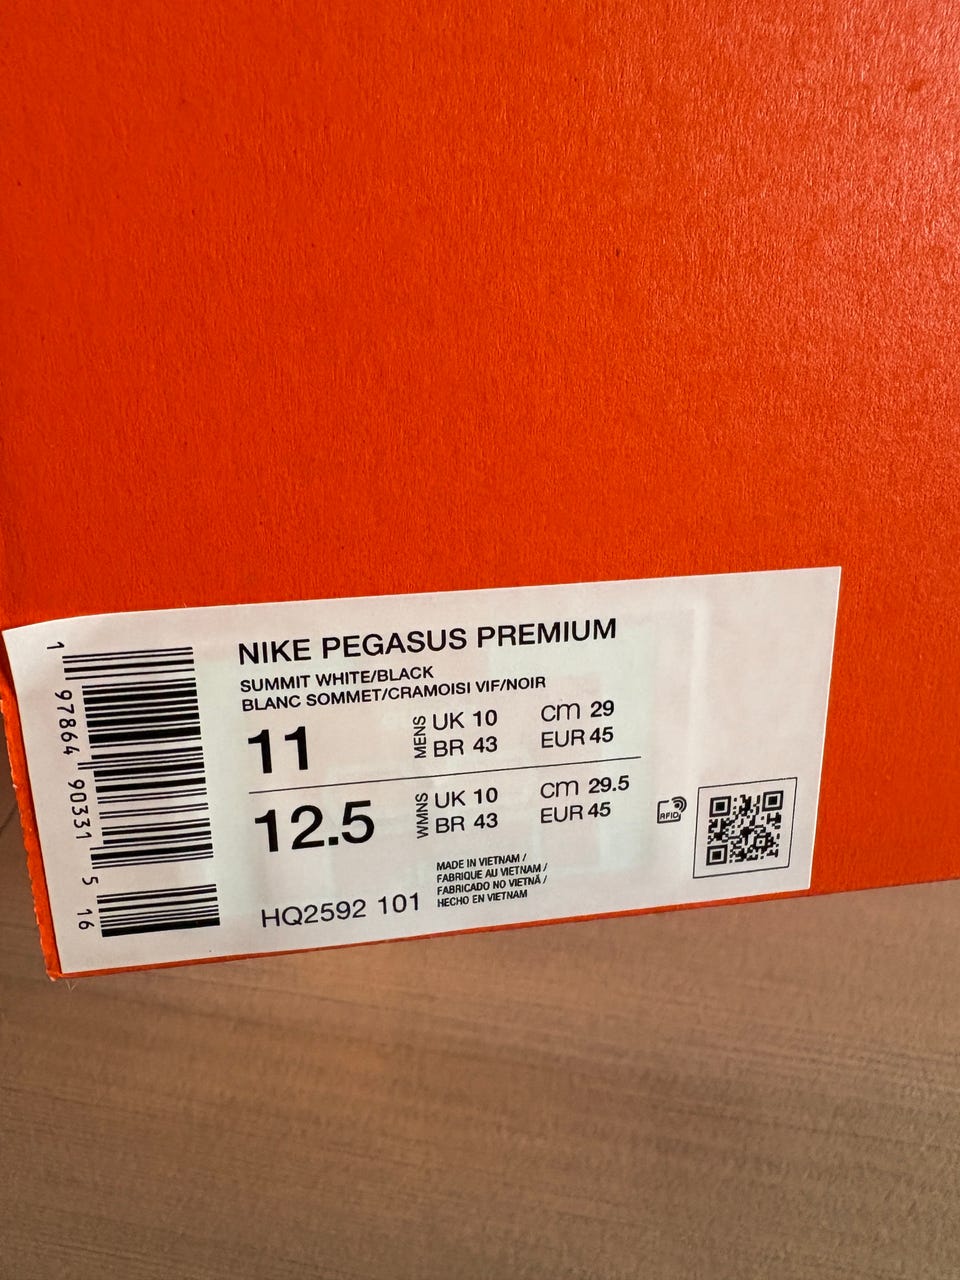 NIKE PEGASUS PREMIUM
SUMMIT WHITE/BLACK
BLANC SOMMET/CRAMOISI VIF/NOIR
11
MENS
UK 10 cm 29
BR 43 EUR 45
12.5
WMNS
UK 10 cm 29.5
BR 43 EUR 45
RFID
MADE IN VIETNAM /
FABRIQUE AU VIETNAM /
FABRICADO NO VIETNÃ /
HECHO EN VIETNAM
HQ2592 101
1 97864 90331 5 16